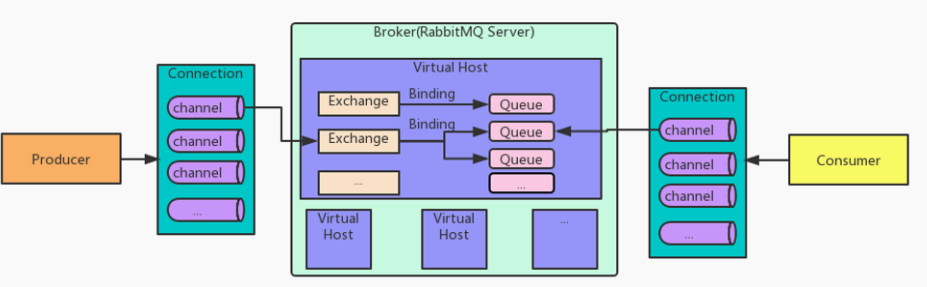 Broker(RabbitMQ Server)
Virtual Host
Connection
channel
channel
channel
...
Producer
Exchange
Binding
Queue
Exchange
Binding
Queue
Queue
...
...
Virtual
Host
Virtual
Host
...
Connection
channel
channel
channel
...
Consumer